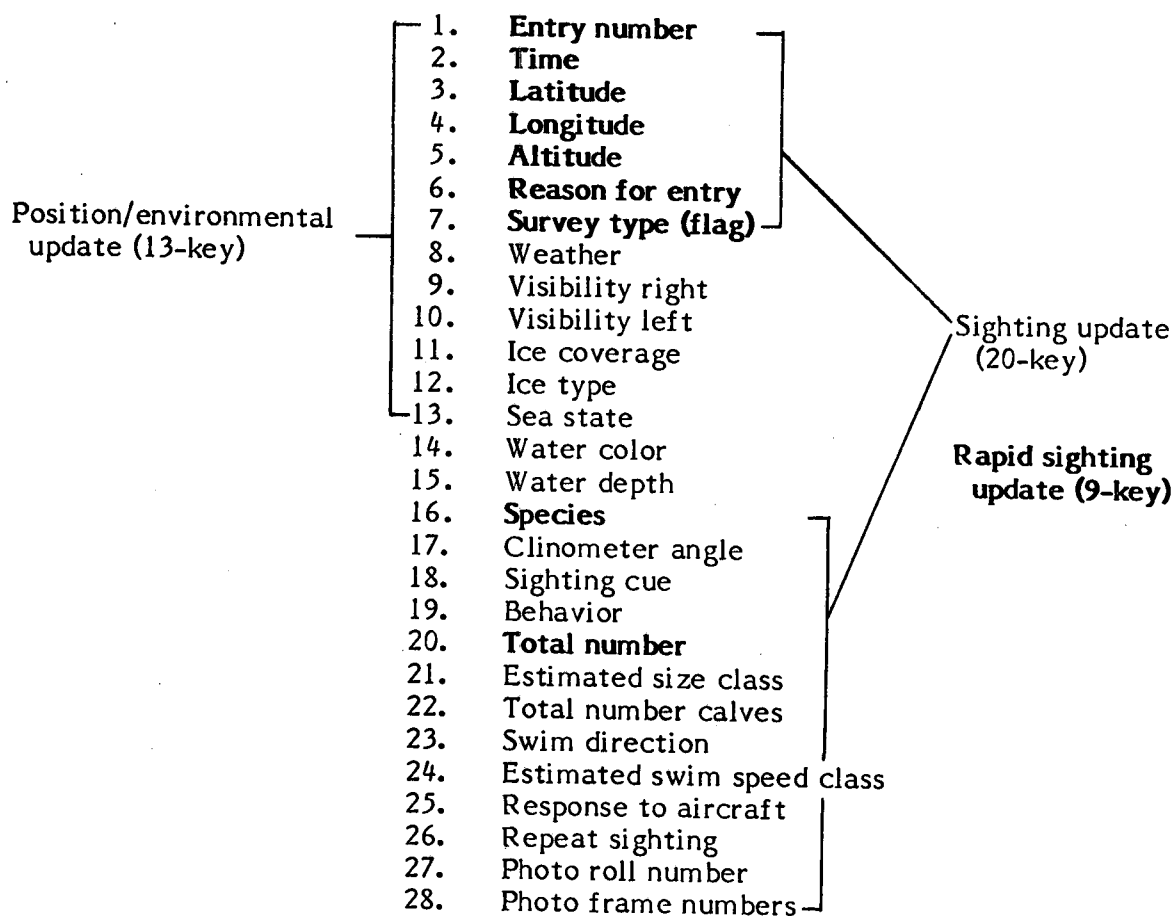 1. Entry number
2. Time
3. Latitude
4. Longitude
5. Altitude
6. Reason for entry
7. Survey type (flag)
8. Weather
9. Visibility right
10. Visibility left
11. Ice coverage
12. Ice type
13. Sea state
14. Water color
15. Water depth
16. Species
17. Clinometer angle
18. Sighting cue
19. Behavior
20. Total number
21. Estimated size class
22. Total number calves
23. Swim direction
24. Estimated swim speed class
25. Response to aircraft
26. Repeat sighting
27. Photo roll number
28. Photo frame numbers
Position/environmental
update (13-key)
Sighting update
(20-key)
Rapid sighting
update (9-key)